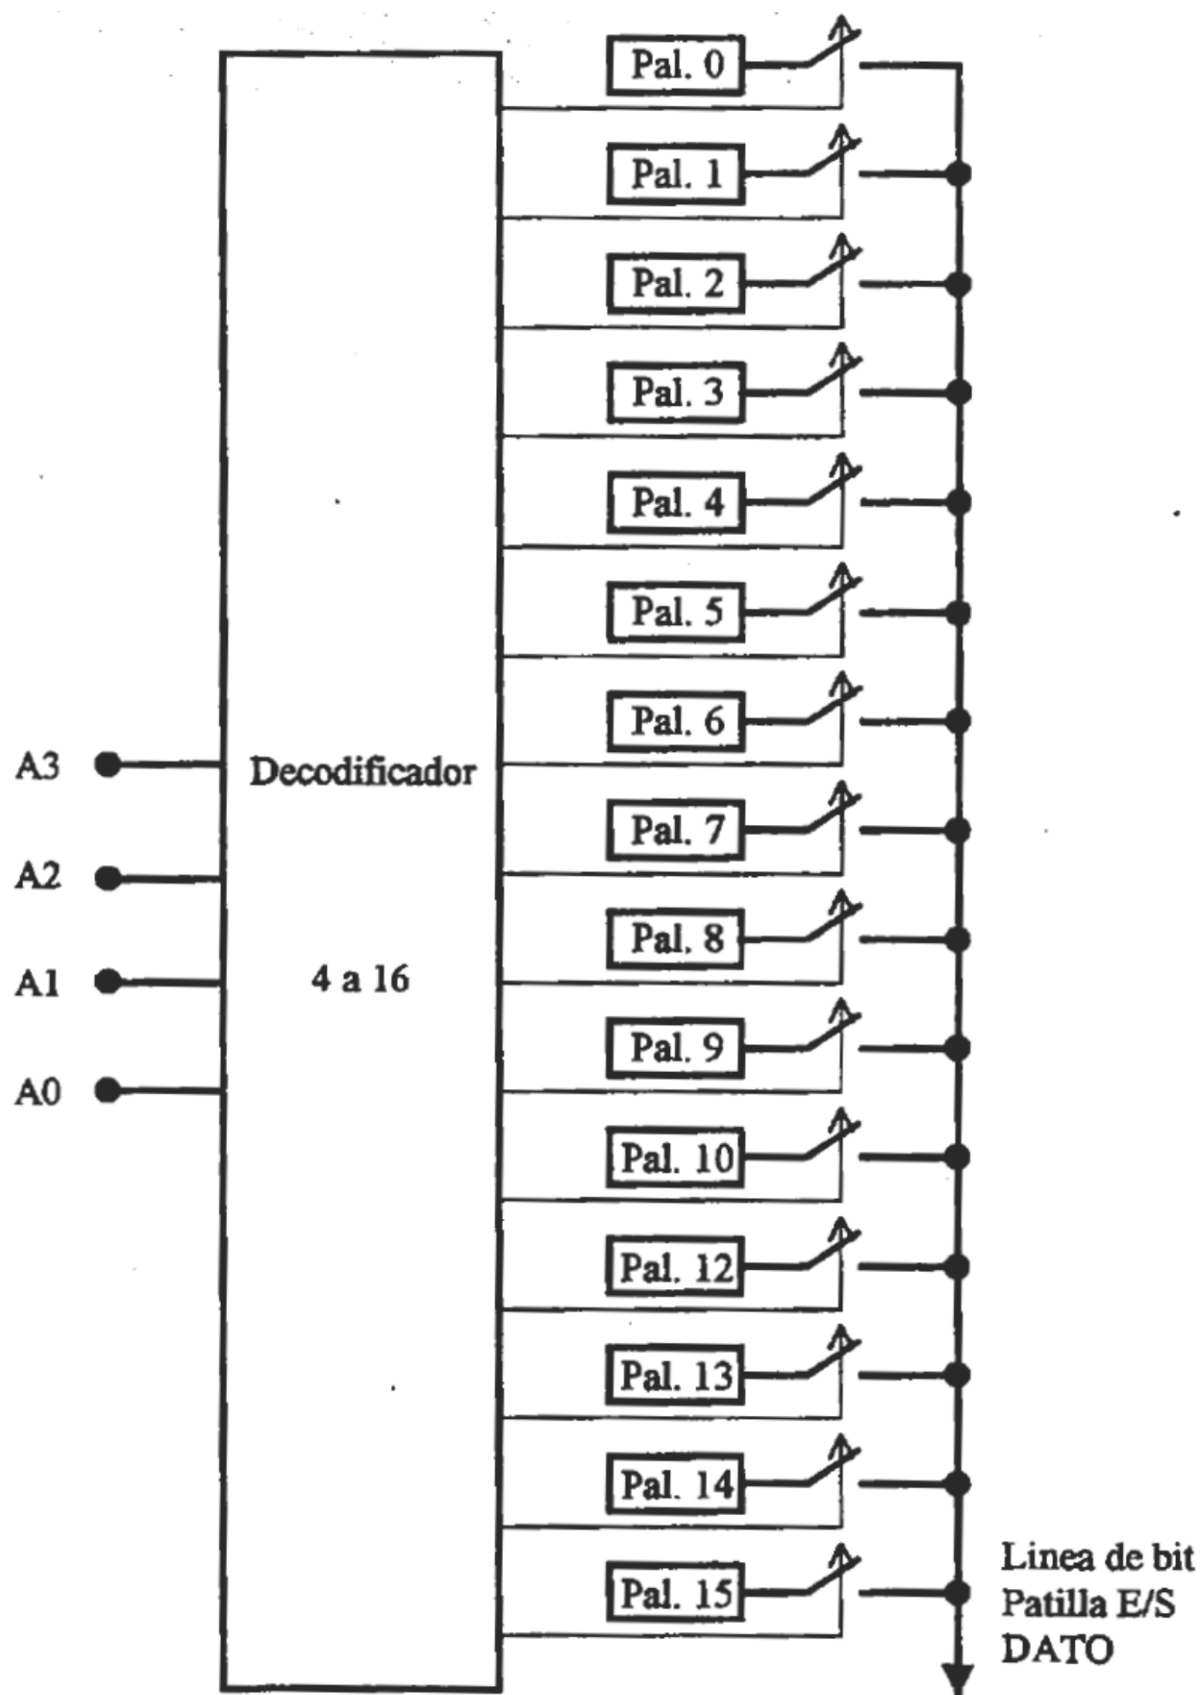 Pal. 0
Pal. 1
Pal. 2
Pal. 3
Pal. 4
Pal. 5
Pal. 6
Pal. 7
Pal. 8
Pal. 9
Pal. 10
Pal. 12
Pal. 13
Pal. 14
Pal. 15
A3
A2
A1
A0
Decodificador
4 a 16
Linea de bit
Patilla E/S
DATO